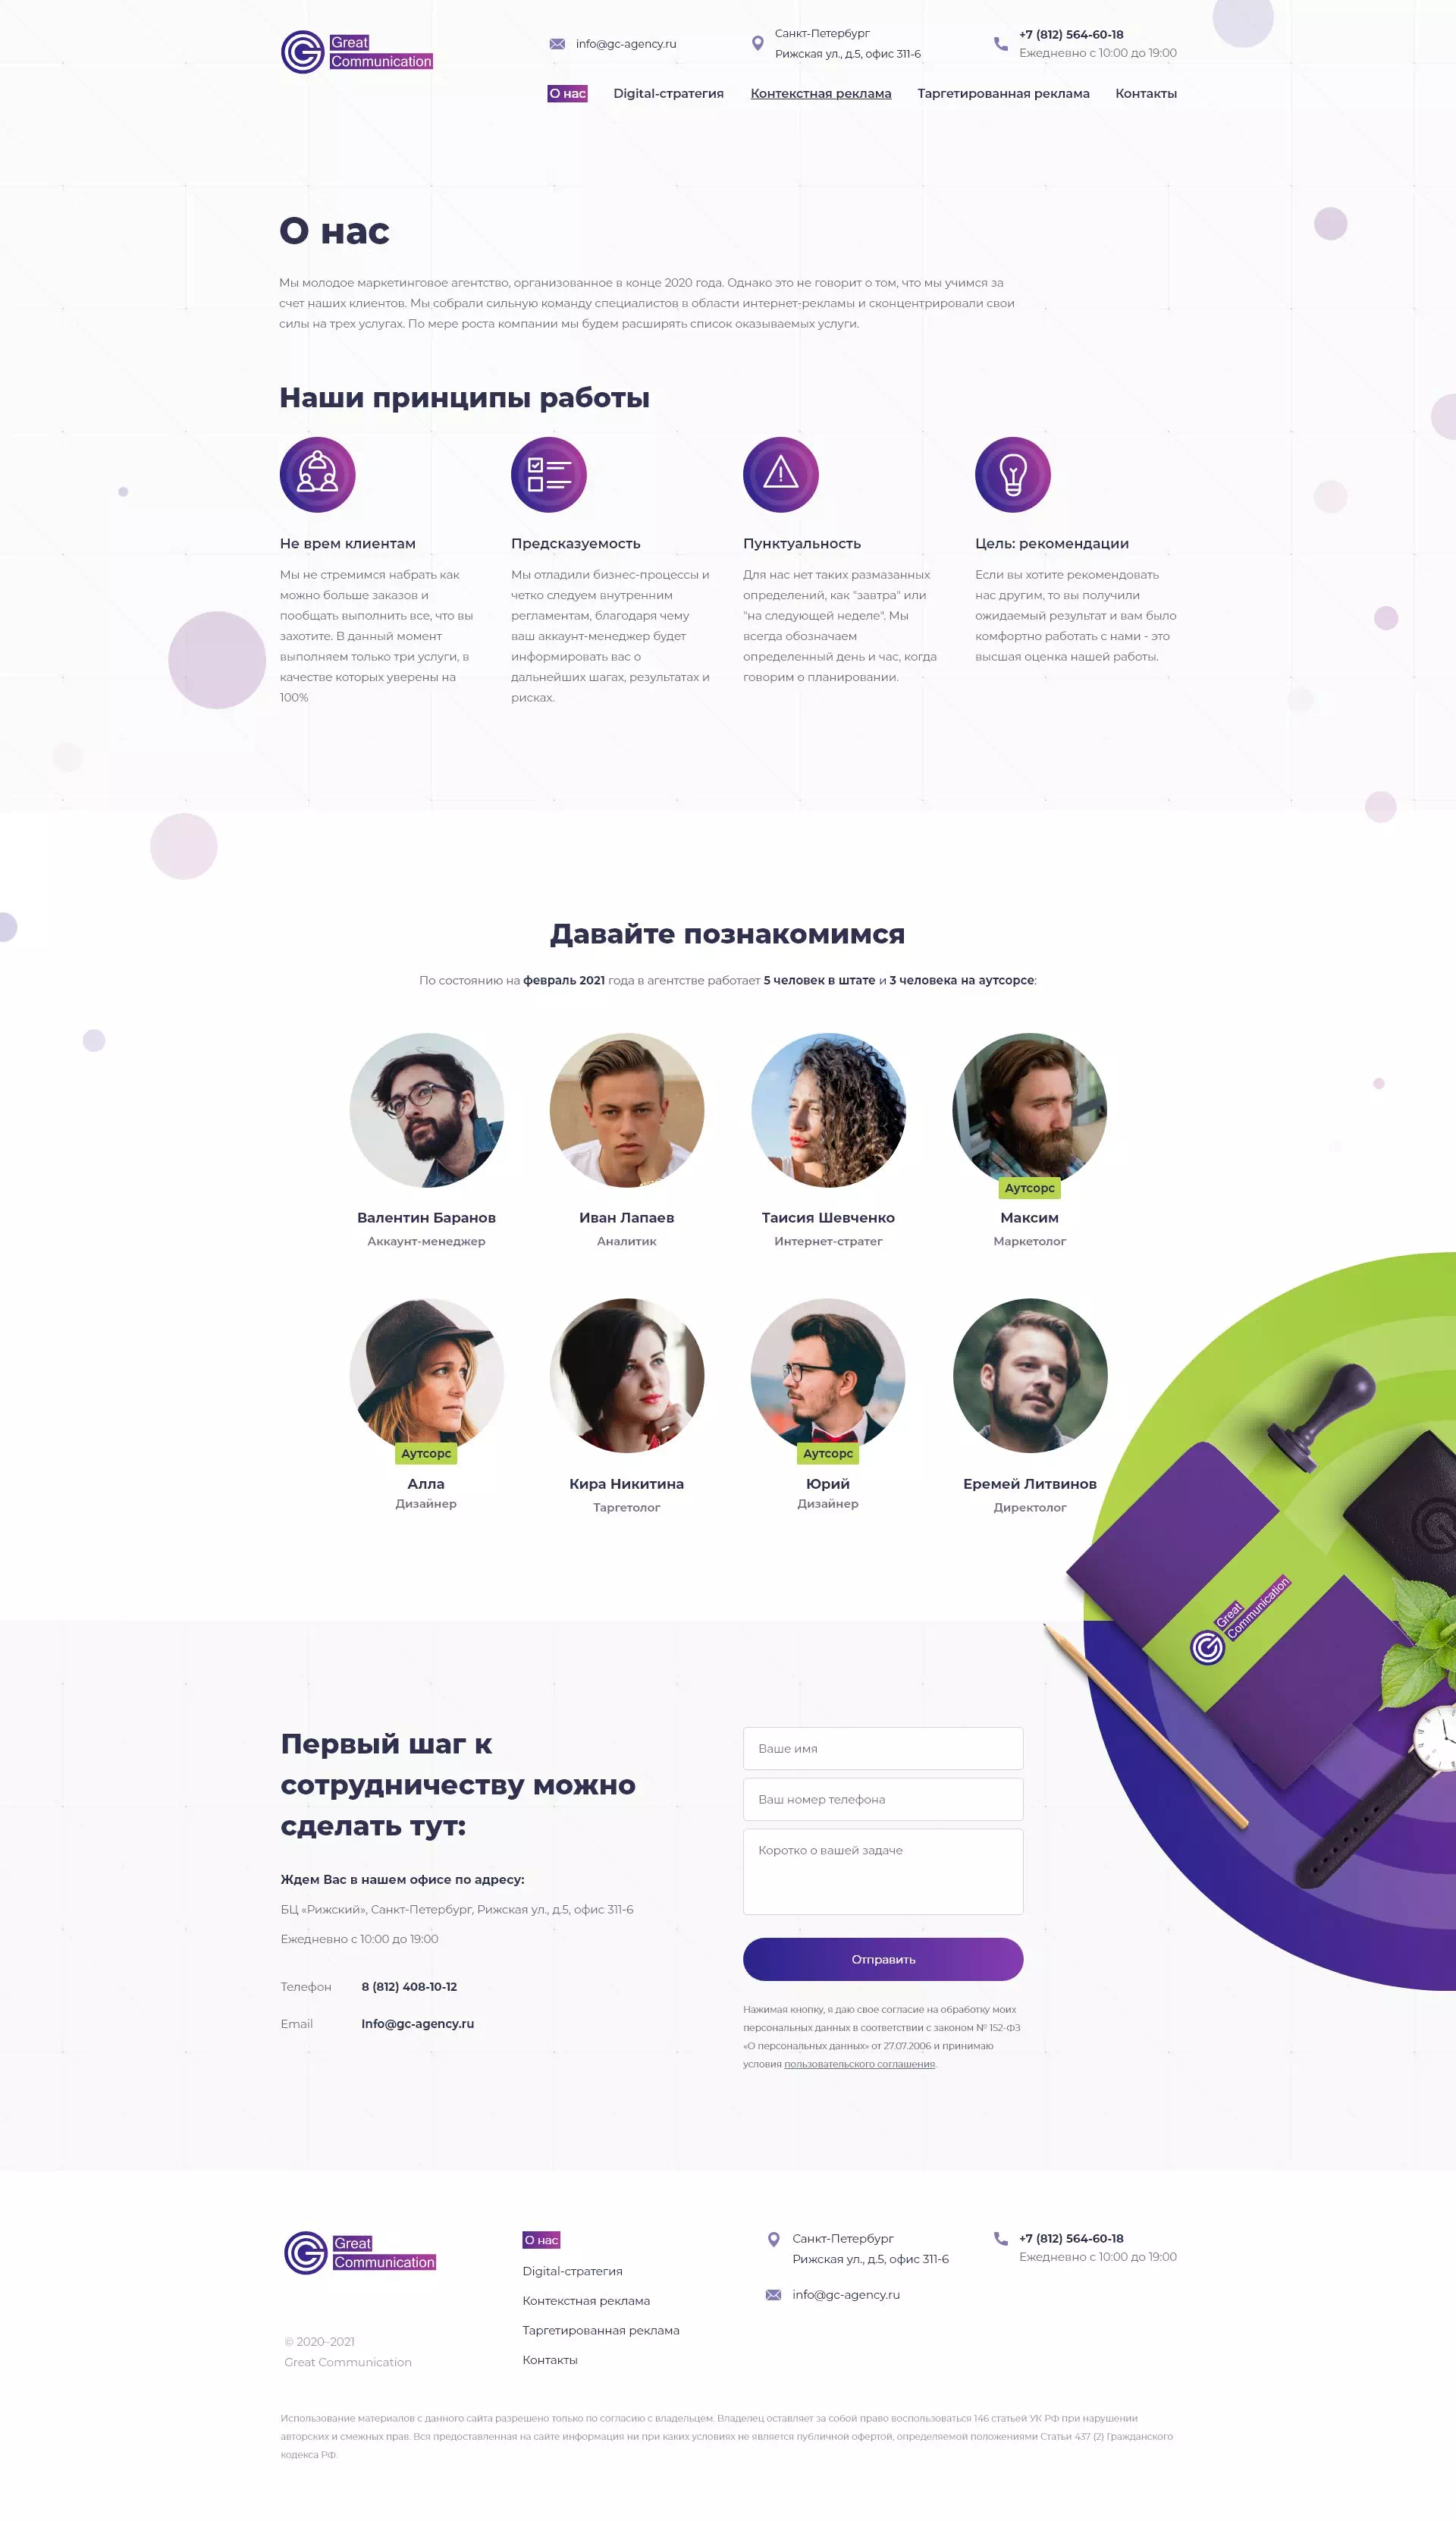 Great
Communication
info@gc-agency.ru
Санкт-Петербург
Рижская ул., д.5, офис 311-6
+7 (812) 564-60-18
Ежедневно с 10:00 до 19:00
О нас
Digital-стратегия
Контекстная реклама
Таргетированная реклама
Контакты
О нас
Мы молодое маркетинговое агентство, организованное в конце 2020 года. Однако это не говорит о том, что мы учимся за
счет наших клиентов. Мы собрали сильную команду специалистов в области интернет-рекламы и сконцентрировали свои
силы на трех услугах. По мере роста компании мы будем расширять список оказываемых услуги.
Наши принципы работы
Не врем клиентам
Мы не стремимся набрать как
можно больше заказов и
пообщать выполнить все, что вы
захотите. В данный момент
выполняем только три услуги, в
качестве которых уверены на
100%
Предсказуемость
Мы отладили бизнес-процессы и
четко следуем внутренним
регламентам, благодаря чему
ваш аккаунт-менеджер будет
информировать вас о
дальнейших шагах, результатах и
рисках.
Пунктуальность
Для нас нет таких размазанных
определений, как "завтра" или
"на следующей неделе". Мы
всегда обозначаем
определенный день и час, когда
говорим о планировании.
Цель: рекомендации
Если вы хотите рекомендовать
нас другим, то вы получили
ожидаемый результат и вам было
комфортно работать с нами - это
высшая оценка нашей работы.
Давайте познакомимся
По состоянию на февраль 2021 года в агентстве работает 5 человек в штате и 3 человека на аутсорсе:
Валентин Баранов
Аккаунт-менеджер
Иван Лапаев
Аналитик
Таисия Шевченко
Интернет-стратег
Аутсорс
Максим
Маркетолог
Аутсорс
Алла
Дизайнер
Кира Никитина
Таргетолог
Аутсорс
Юрий
Дизайнер
Еремей Литвинов
Директолог
Great
Communication
Первый шаг к
сотрудничеству можно
сделать тут:
Ждем Вас в нашем офисе по адресу:
БЦ «Рижский», Санкт-Петербург, Рижская ул., д.5, офис 311-6
Ежедневно с 10:00 до 19:00
Телефон 8 (812) 408-10-12
Email Info@gc-agency.ru
Ваше имя
Ваш номер телефона
Коротко о вашей задаче
Отправить
Нажимая кнопку, я даю свое согласие на обработку моих
персональных данных в соответствии с законом № 152-ФЗ
«О персональных данных» от 27.07.2006 и принимаю
условия пользовательского соглашения.
Great
Communication
© 2020–2021
Great Communication
О нас
Digital-стратегия
Контекстная реклама
Таргетированная реклама
Контакты
Санкт-Петербург
Рижская ул., д.5, офис 311-6
info@gc-agency.ru
+7 (812) 564-60-18
Ежедневно с 10:00 до 19:00
Использование материалов с данного сайта разрешено только по согласию с владельцем. Владелец оставляет за собой право воспользоваться 146 статьей УК РФ при нарушении
авторских и смежных прав. Вся предоставленная на сайте информация ни при каких условиях не является публичной офертой, определяемой положениями Статьи 437 (2) Гражданского
кодекса РФ.